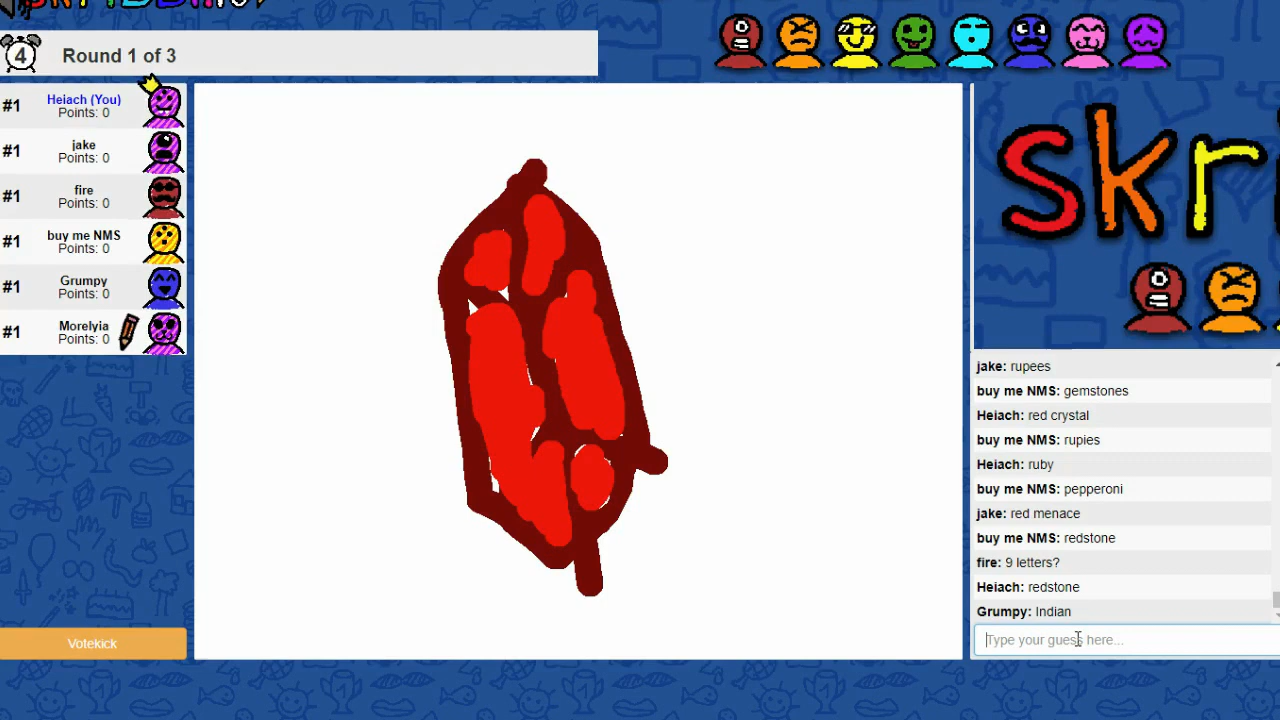 4
Round 1 of 3
#1
Heiach (You)
Points: 0
#1
jake
Points: 0
#1
fire
Points: 0
#1
buy me NMS
Points: 0
#1
Grumpy
Points: 0
#1
Morelyia
Points: 0
Votekick
skr
jake: rupees
buy me NMS: gemstones
Heiach: red crystal
buy me NMS: rupies
Heiach: ruby
buy me NMS: pepperoni
jake: red menace
buy me NMS: redstone
fire: 9 letters?
Heiach: redstone
Grumpy: Indian
Type your guess here...